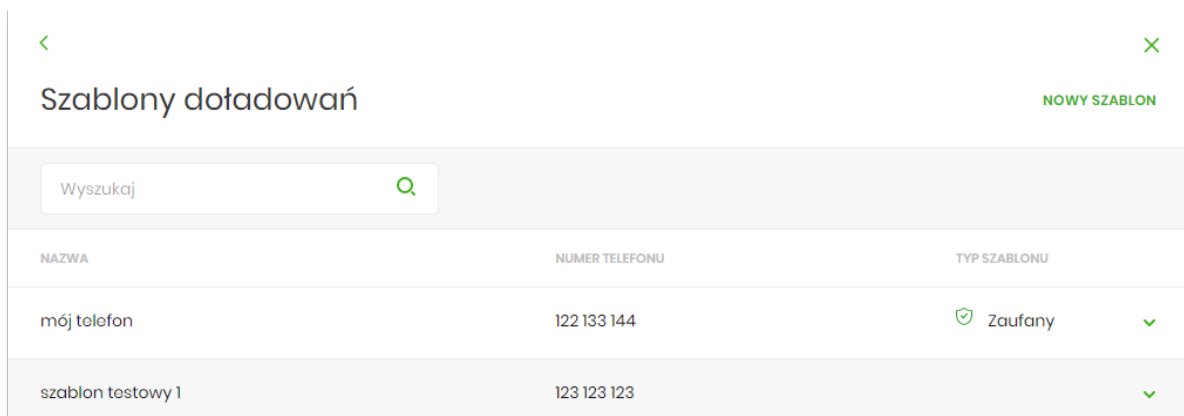 Szablony doładowań
NOWY SZABLON
Wyszukaj
NAZWA NUMER TELEFONU TYP SZABLONU
mój telefon 122 133 144 Zaufany
szablon testowy 1 123 123 123